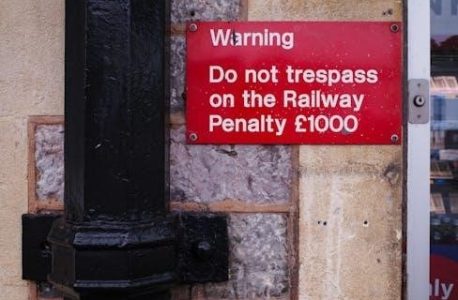 Warning
Do not trespass
on the Railway
Penalty £1000